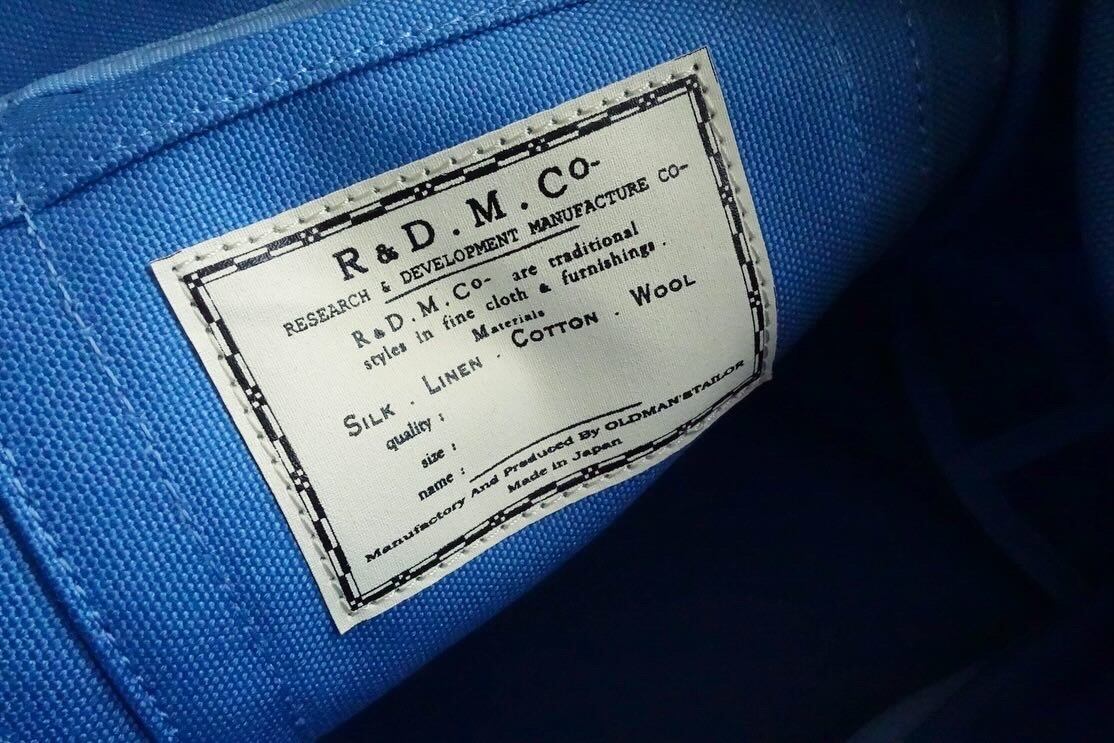 R&D.M.Co-
RESEARCH & DEVELOPMENT MANUFACTURE CO-
R&D.M.Co- are traditional
styles in fine cloth & furnishings.
Materials
SILK . LINEN . COTTON . WOOL
quality :
size :
name :
Manufactory And Produced By OLDMAN'STAILOR
Made in Japan